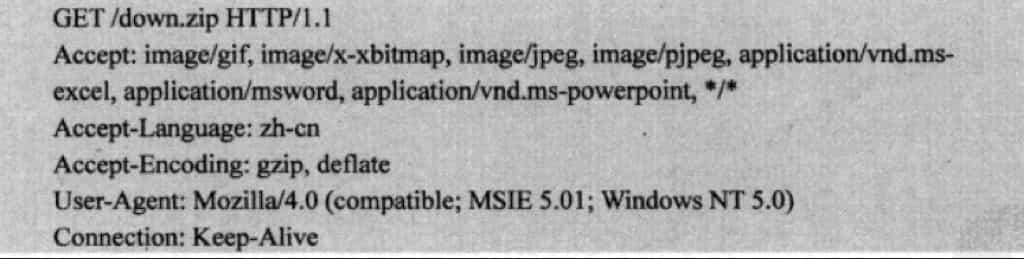 GET /down.zip HTTP/1.1
Accept: image/gif, image/x-xbitmap, image/jpeg, image/pjpeg, application/vnd.ms-
excel, application/msword, application/vnd.ms-powerpoint, */*
Accept-Language: zh-cn
Accept-Encoding: gzip, deflate
User-Agent: Mozilla/4.0 (compatible; MSIE 5.01; Windows NT 5.0)
Connection: Keep-Alive